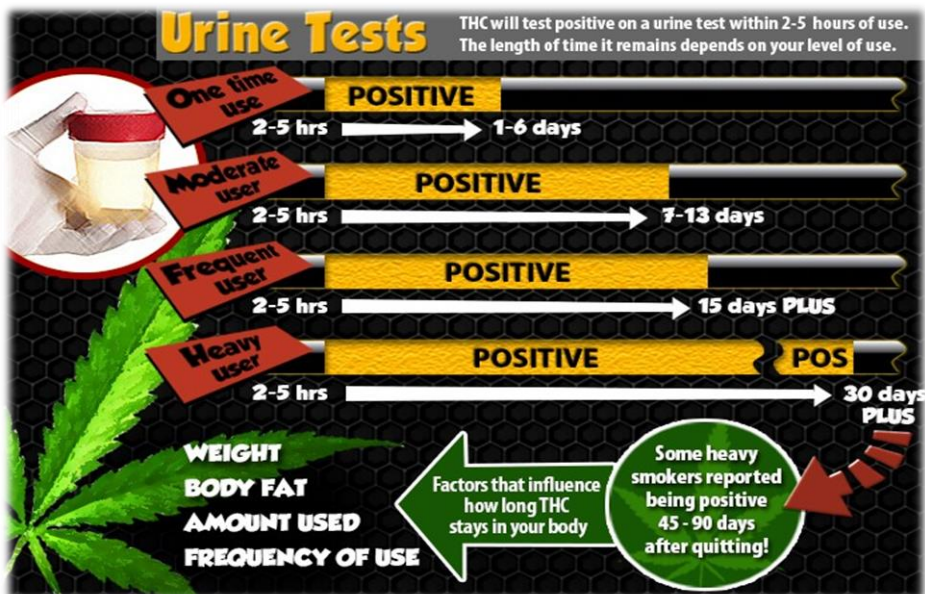 Urine Tests
THC will test positive on a urine test within 2-5 hours of use.
The length of time it remains depends on your level of use.
One time
use
POSITIVE
2-5 hrs
1-6 days
Moderate
user
POSITIVE
2-5 hrs
7-13 days
Frequent
user
POSITIVE
2-5 hrs
15 days PLUS
Heavy
user
POSITIVE
POS
2-5 hrs
30 days
PLUS
Some heavy
smokers reported
being positive
45 - 90 days
after quitting!
Factors that influence
how long THC
stays in your body
WEIGHT
BODY FAT
AMOUNT USED
FREQUENCY OF USE